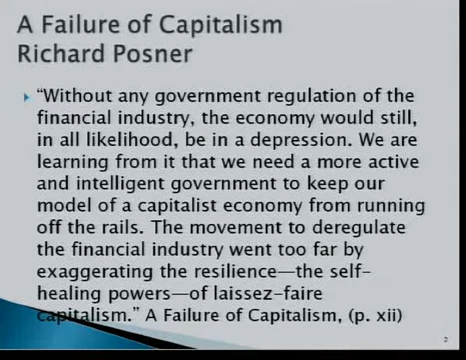 A Failure of Capitalism
Richard Posner
“Without any government regulation of the
financial industry, the economy would still,
in all likelihood, be in a depression. We are
learning from it that we need a more active
and intelligent government to keep our
model of a capitalist economy from running
off the rails. The movement to deregulate
the financial industry went too far by
exaggerating the resilience—the self-
healing powers—of laissez-faire
capitalism.” A Failure of Capitalism, (p. xii)
2